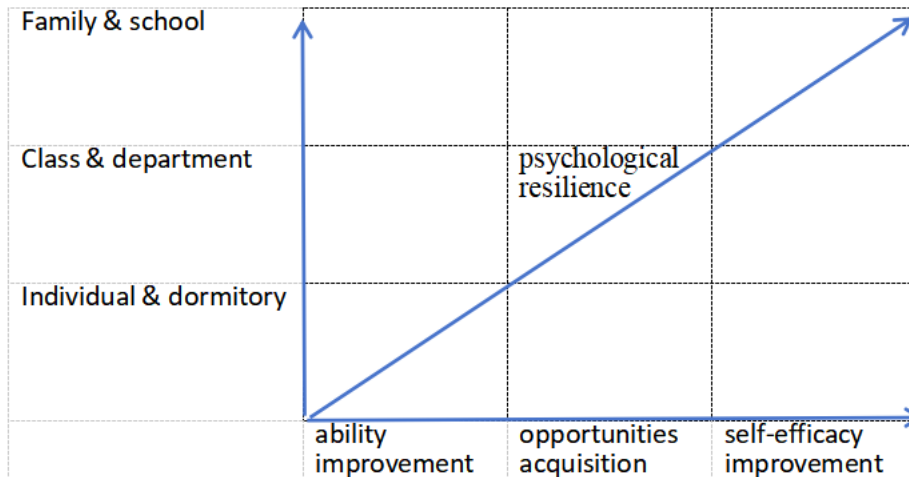 Family & school
Class & department
psychological
resilience
Individual & dormitory
ability
improvement
opportunities
acquisition
self-efficacy
improvement